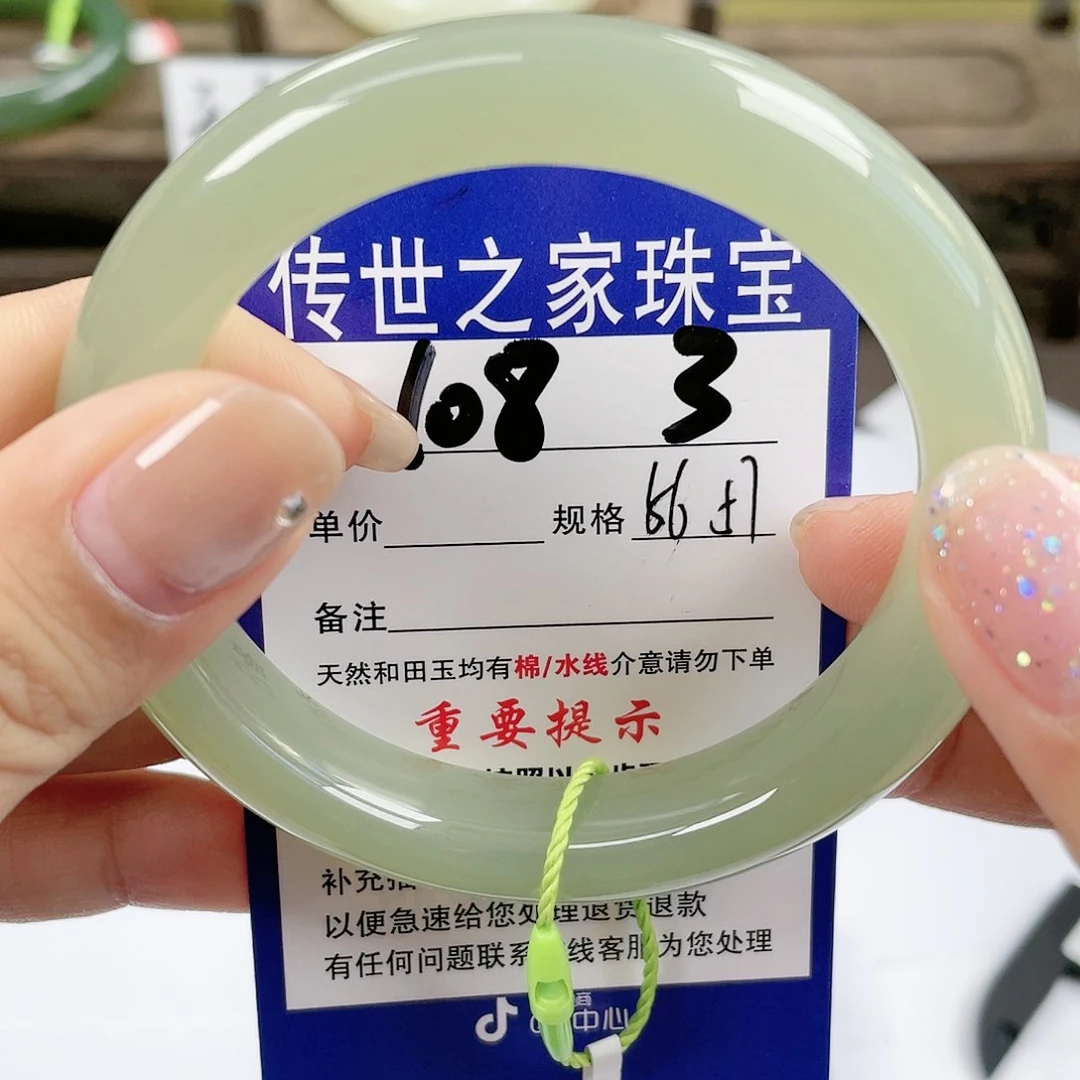 传世之家珠宝
108 3
单价 规格 56
备注
天然和田玉均有棉/水线介意请勿下单
重要提示
补充
以便急速给您处理退货退款
有任何问题联系 线客服为您处理
中心